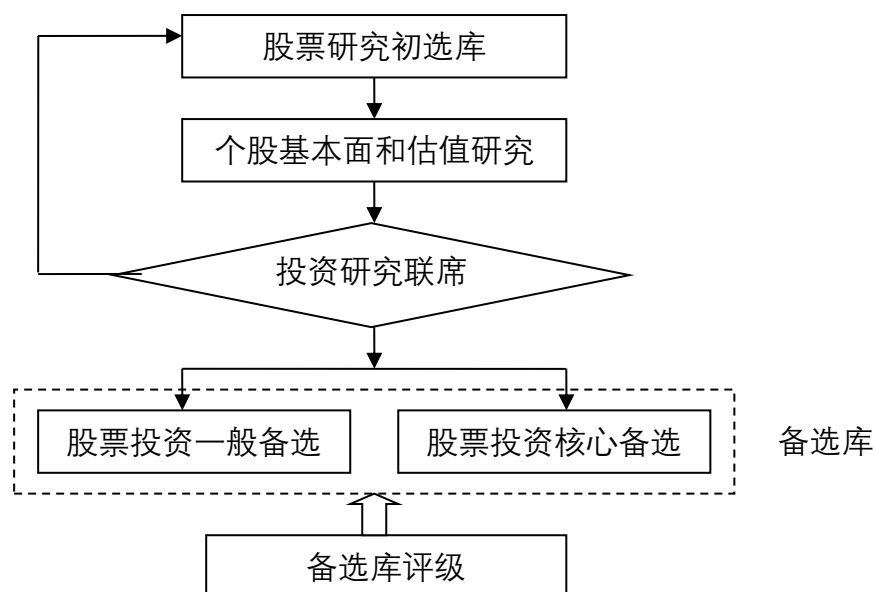 股票研究初选库
个股基本面和估值研究
投资研究联席
股票投资一般备选
股票投资核心备选
备选库
备选库评级